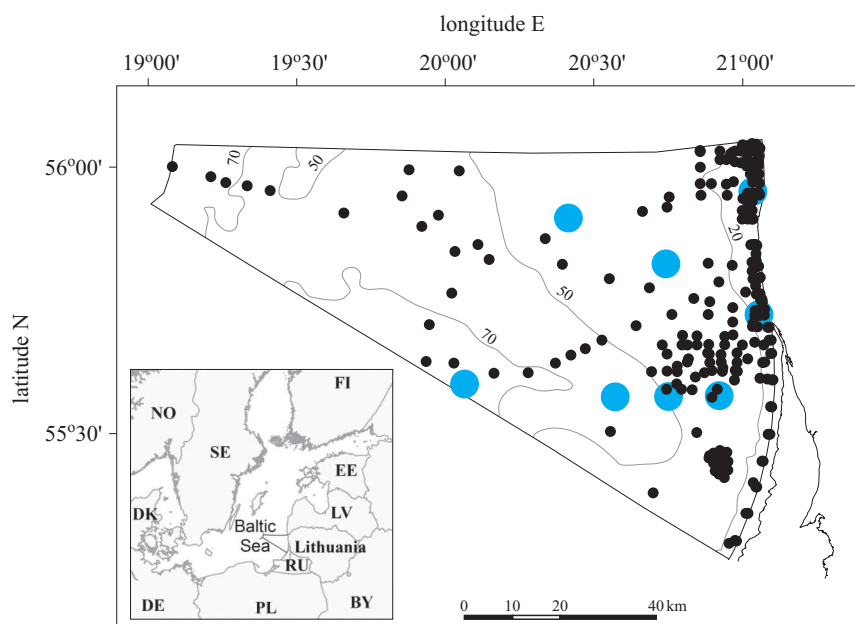 longitude E
19°00' 19°30' 20°00' 20°30' 21°00'
56°00'
70
50
20
50
70
latitude N
55°30'
NO
FI
SE
EE
LV
DK
Baltic
Sea
Lithuania
RU
DE
PL
BY
0 10 20 40 km